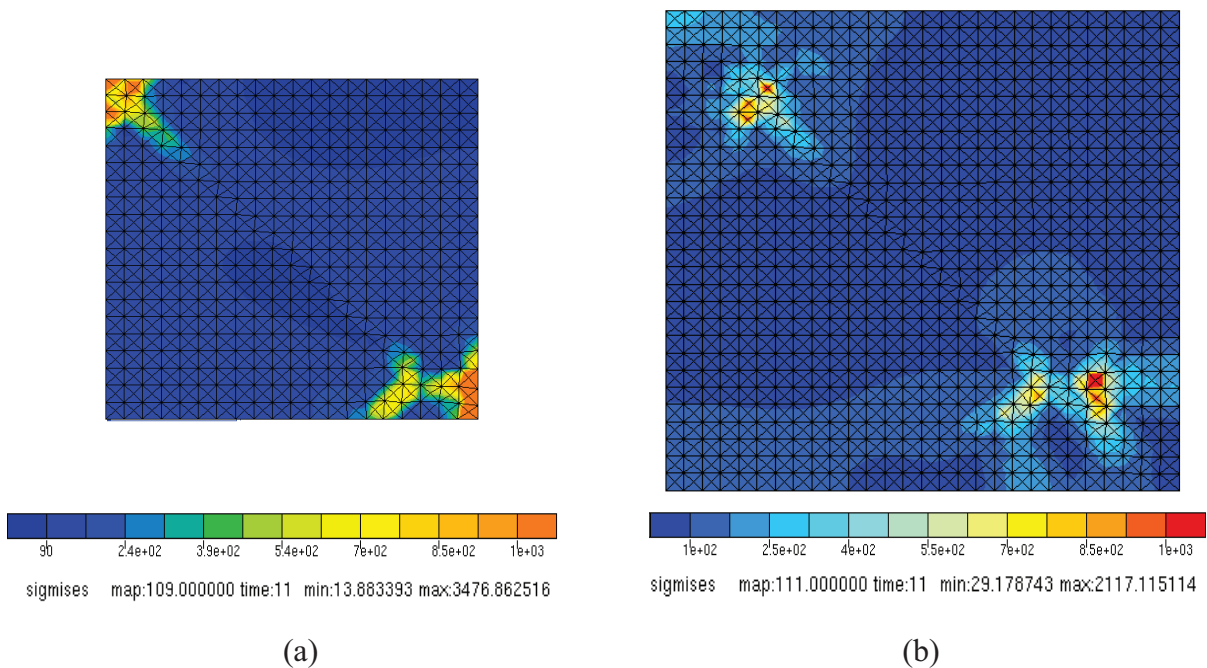 90 2.4e+02 3.9e+02 5.4e+02 7e+02 8.5e+02 1e+03
sigmises map:109.000000 time:11 min:13.883393 max:3476.862516
(a)
1e+02 2.5e+02 4e+02 5.5e+02 7e+02 8.5e+02 1e+03
sigmises map:111.000000 time:11 min:29.178743 max:2117.115114
(b)